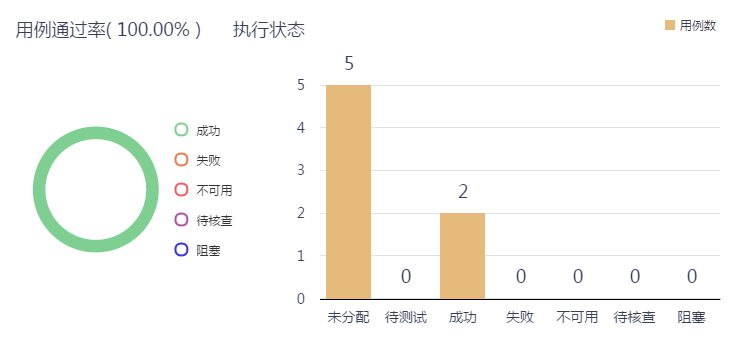 用例通过率( 100.00% )
成功
失败
不可用
待核查
阻塞
执行状态
用例数
5
4
3
2
1
0
5
0
2
0
0
0
0
未分配 待测试 成功 失败 不可用 待核查 阻塞